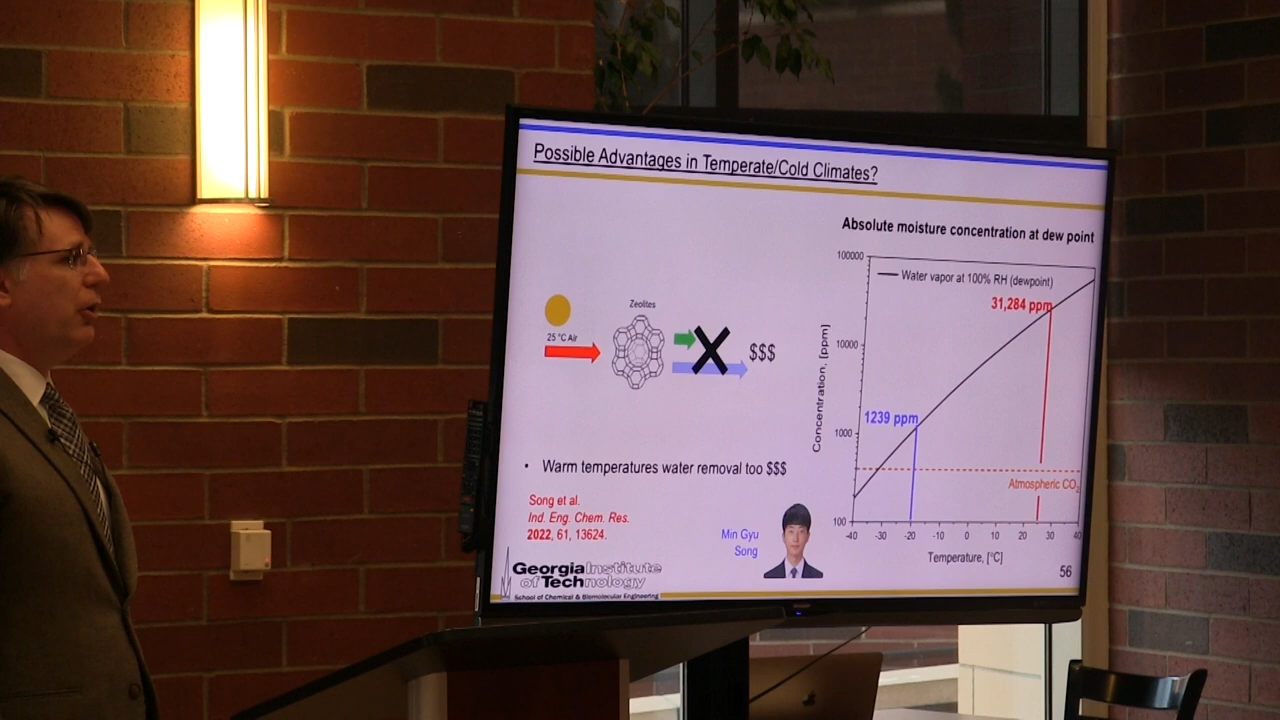 Possible Advantages in Temperate/Cold Climates?
Absolute moisture concentration at dew point
Water vapor at 100% RH (dewpoint)
31,284 ppm
1239 ppm
Atmospheric CO2
Concentration, [ppm]
100000
10000
1000
100
-40 -30 -20 -10 0 10 20 30 40
Temperature, [°C]
Zeolites
25 °C Air
$$$
• Warm temperatures water removal too $$$
Song et al.
Ind. Eng. Chem. Res.
2022, 61, 13624.
Min Gyu
Song
Georgia Institute
of Technology
School of Chemical & Biomolecular Engineering
56